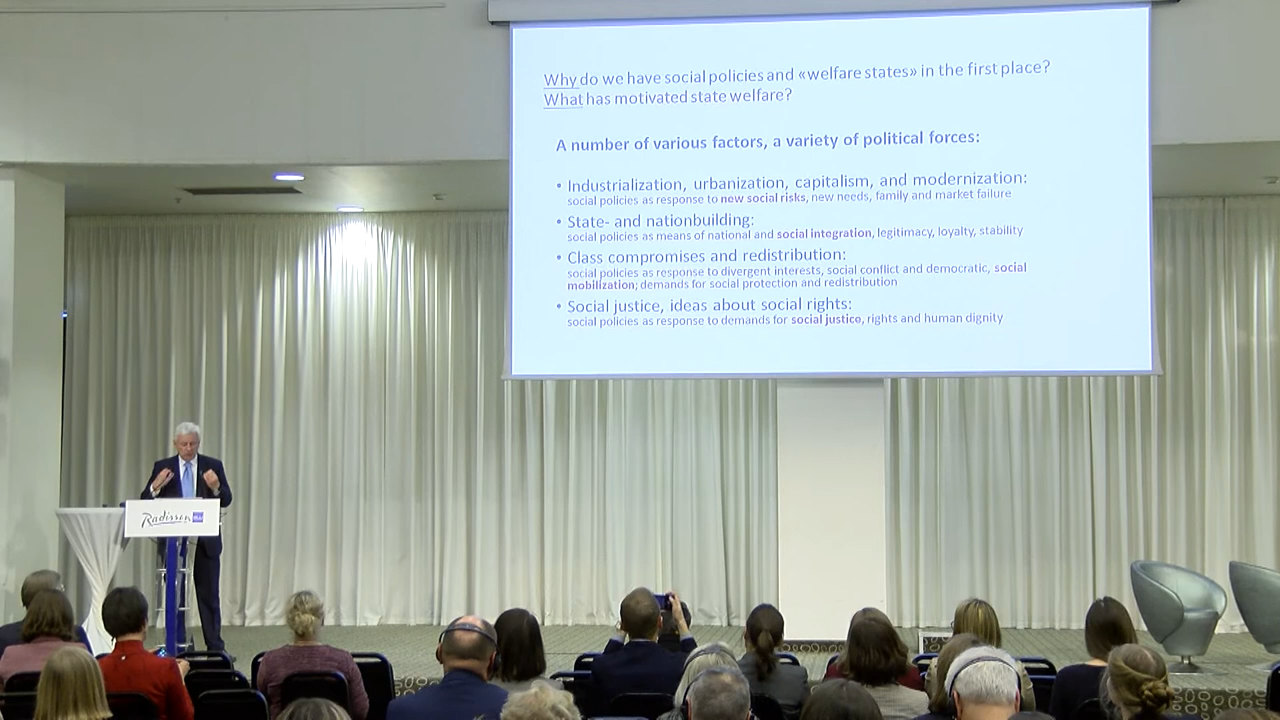 Why do we have social policies and «welfare states» in the first place?
What has motivated state welfare?
A number of various factors, a variety of political forces:
• Industrialization, urbanization, capitalism, and modernization:
social policies as response to new social risks, new needs, family and market failure
• State- and nationbuilding:
social policies as means of national and social integration, legitimacy, loyalty, stability
• Class compromises and redistribution:
social policies as response to divergent interests, social conflict and democratic, social
mobilization; demands for social protection and redistribution
• Social justice, ideas about social rights:
social policies as response to demands for social justice, rights and human dignity
Radisson